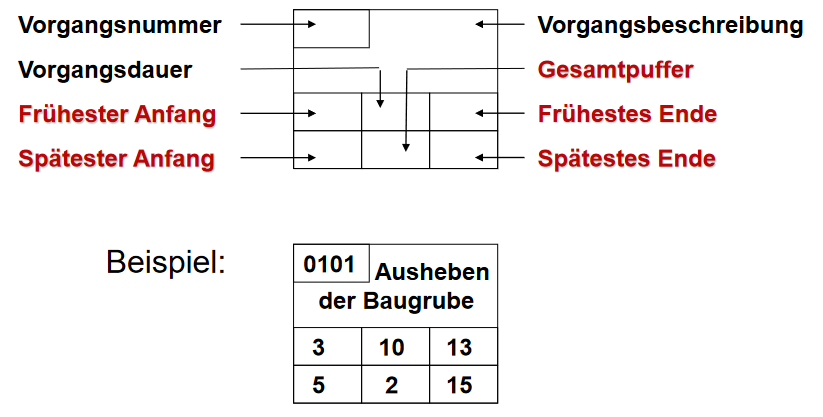 Vorgangsnummer
Vorgangsbeschreibung
Vorgangsdauer
Gesamtpuffer
Frühester Anfang
Frühestes Ende
Spätester Anfang
Spätestes Ende
Beispiel:
0101 Ausheben
der Baugrube
3 10 13
5 2 15